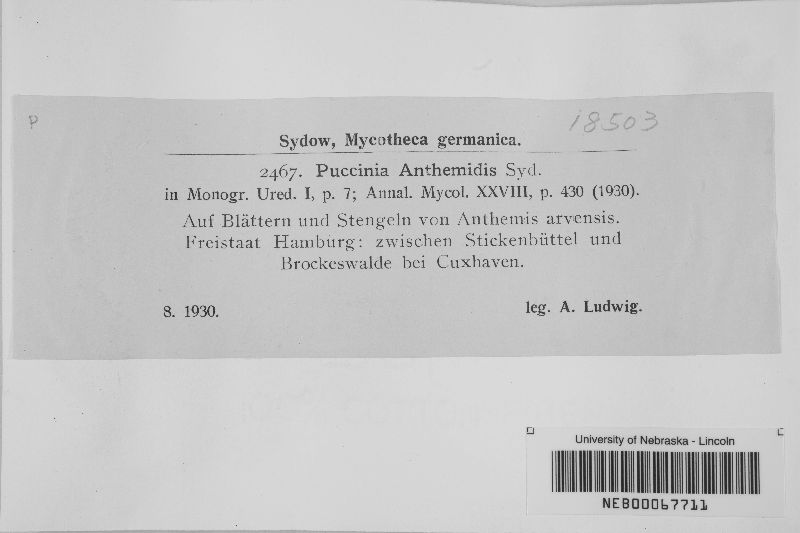 P
18503
Sydow, Mycotheca germanica.
2467. Puccinia Anthemidis Syd.
in Monogr. Ured. I, p. 7; Annal. Mycol. XXVIII, p. 430 (1930).
Auf Blättern und Stengeln von Anthemis arvensis.
Freistaat Hamburg: zwischen Stickenbüttel und
Brockeswalde bei Cuxhaven.
8. 1930. leg. A. Ludwig.
University of Nebraska - Lincoln
NEB00067711